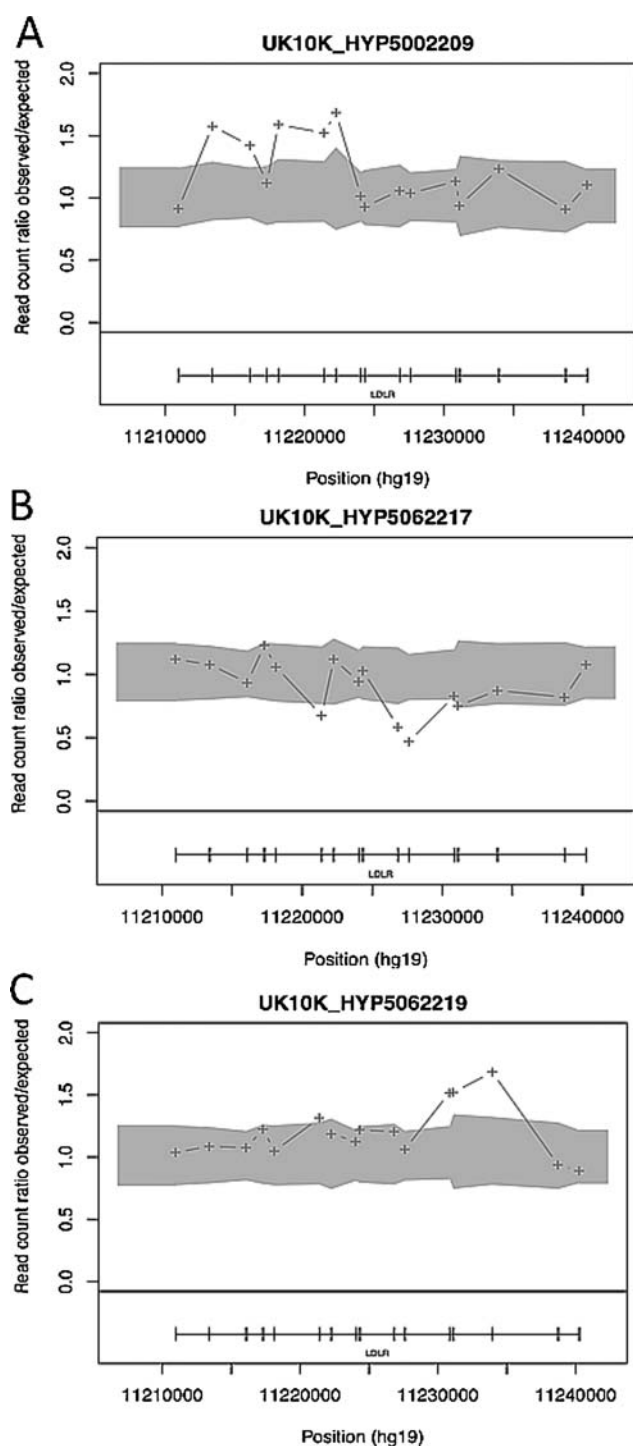 A
UK10K_HYP5002209
Read count ratio observed/expected
2.0
1.5
1.0
0.5
0.0
LDLR
11210000 11220000 11230000 11240000
Position (hg19)
B
UK10K_HYP5062217
Read count ratio observed/expected
2.0
1.5
1.0
0.5
0.0
LDLR
11210000 11220000 11230000 11240000
Position (hg19)
C
UK10K_HYP5062219
Read count ratio observed/expected
2.0
1.5
1.0
0.5
0.0
LDLR
11210000 11220000 11230000 11240000
Position (hg19)